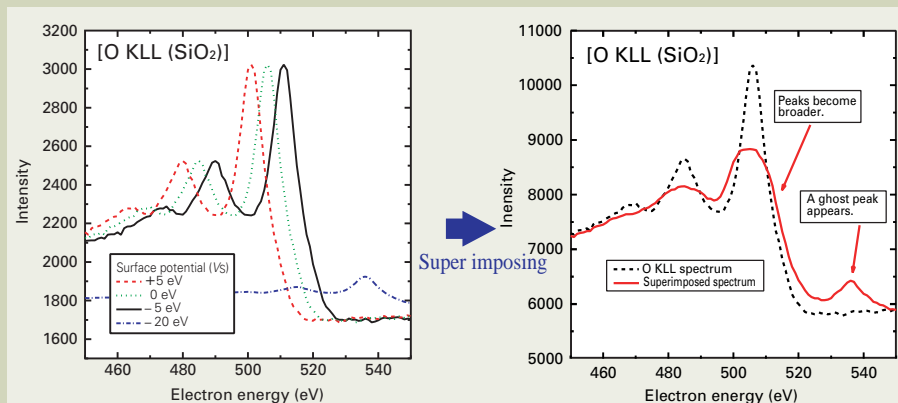 [O KLL (SiO₂)]
Intensity
3200
3000
2800
2600
2400
2200
2000
1800
1600
Surface potential (Vs)
+5 eV
0 eV
−5 eV
−20 eV
460 480 500 520 540
Electron energy (eV)
Super imposing
[O KLL (SiO₂)]
Inensity
11000
10000
9000
8000
7000
6000
5000
Peaks become
broader.
A ghost peak
appears.
O KLL spectrum
Superimposed spectrum
460 480 500 520 540
Electron energy (eV)